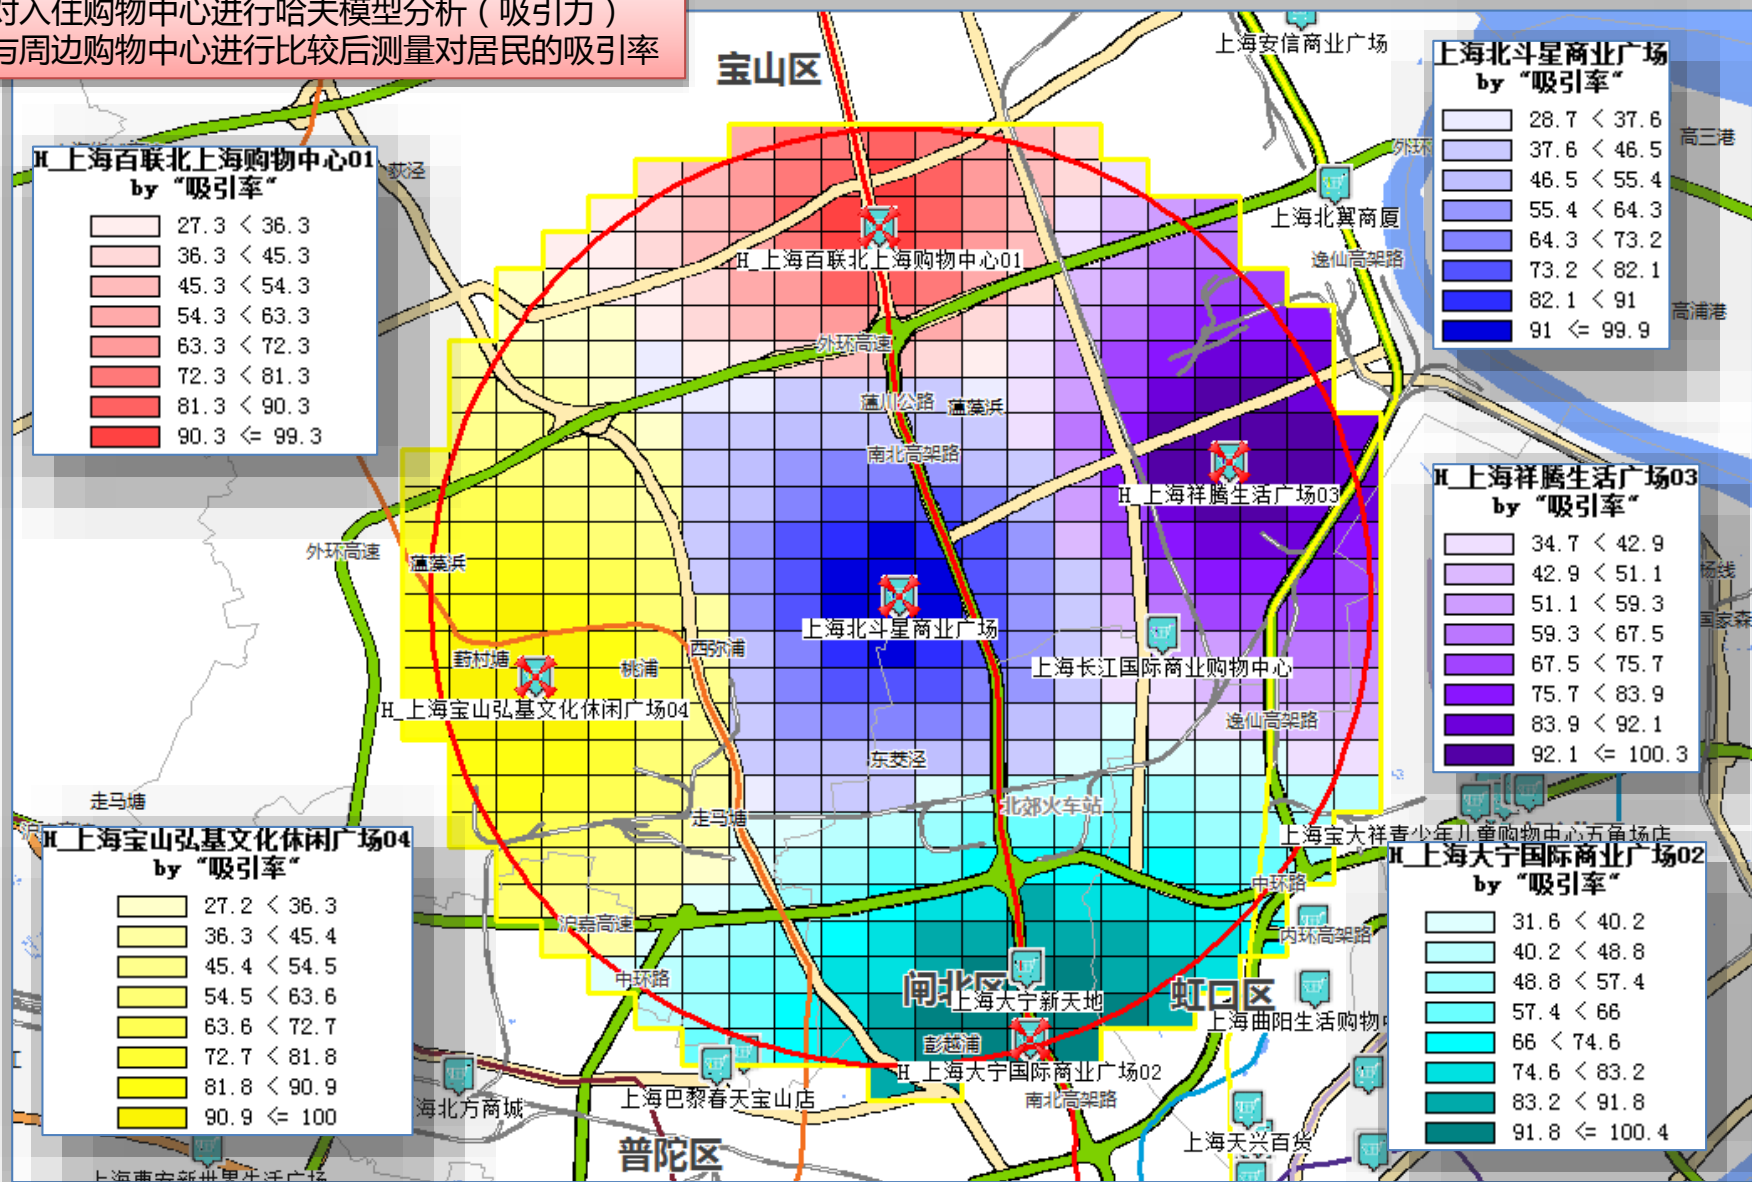 对入住购物中心进行哈夫模型分析（吸引力）
与周边购物中心进行比较后测量对居民的吸引率
宝山区
上海安信商业广场
上海北斗星商业广场
by "吸引率"
28.7 < 37.6
37.6 < 46.5
46.5 < 55.4
55.4 < 64.3
64.3 < 73.2
73.2 < 82.1
82.1 < 91
91 <= 99.9
高三港
外环
H_上海百联北上海购物中心01
by "吸引率"
27.3 < 36.3
36.3 < 45.3
45.3 < 54.3
54.3 < 63.3
63.3 < 72.3
72.3 < 81.3
81.3 < 90.3
90.3 <= 99.3
荻泾
上海北翼商厦
H_上海百联北上海购物中心01
逸仙高架路
高浦港
外环高速
蕰川公路
蕰藻浜
南北高架路
H_上海祥腾生活广场03
H_上海祥腾生活广场03
by "吸引率"
34.7 < 42.9
42.9 < 51.1
51.1 < 59.3
59.3 < 67.5
67.5 < 75.7
75.7 < 83.9
83.9 < 92.1
92.1 <= 100.3
杨线
国家森
外环高速
蕰藻浜
上海北斗星商业广场
西弥浦
葑村塘
桃浦
上海长江国际商业购物中心
H_上海宝山弘基文化休闲广场04
逸仙高架路
东茭泾
走马塘
北郊火车站
走马塘
上海宝大祥青少年儿童购物中心五角场店
H_上海宝山弘基文化休闲广场04
by "吸引率"
27.2 < 36.3
36.3 < 45.4
45.4 < 54.5
54.5 < 63.6
63.6 < 72.7
72.7 < 81.8
81.8 < 90.9
90.9 <= 100
H_上海大宁国际商业广场02
by "吸引率"
31.6 < 40.2
40.2 < 48.8
48.8 < 57.4
57.4 < 66
66 < 74.6
74.6 < 83.2
83.2 < 91.8
91.8 <= 100.4
中环路
沪嘉高速
内环高架路
中环路
闸北区
虹口区
上海大宁新天地
上海曲阳生活购物中
彭越浦
H_上海大宁国际商业广场02
上海巴黎春天宝山店
南北高架路
海北方商城
上海天兴百货
普陀区
上海曹安新世界生活广场